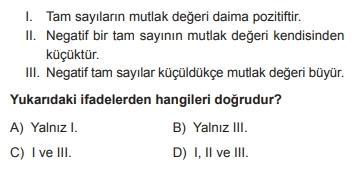 I. Tam sayıların mutlak değeri daima pozitiftir.
II. Negatif bir tam sayının mutlak değeri kendisinden
küçüktür.
III. Negatif tam sayılar küçüldükçe mutlak değeri büyür.
Yukarıdaki ifadelerden hangileri doğrudur?
A) Yalnız I. B) Yalnız III.
C) I ve III. D) I, II ve III.